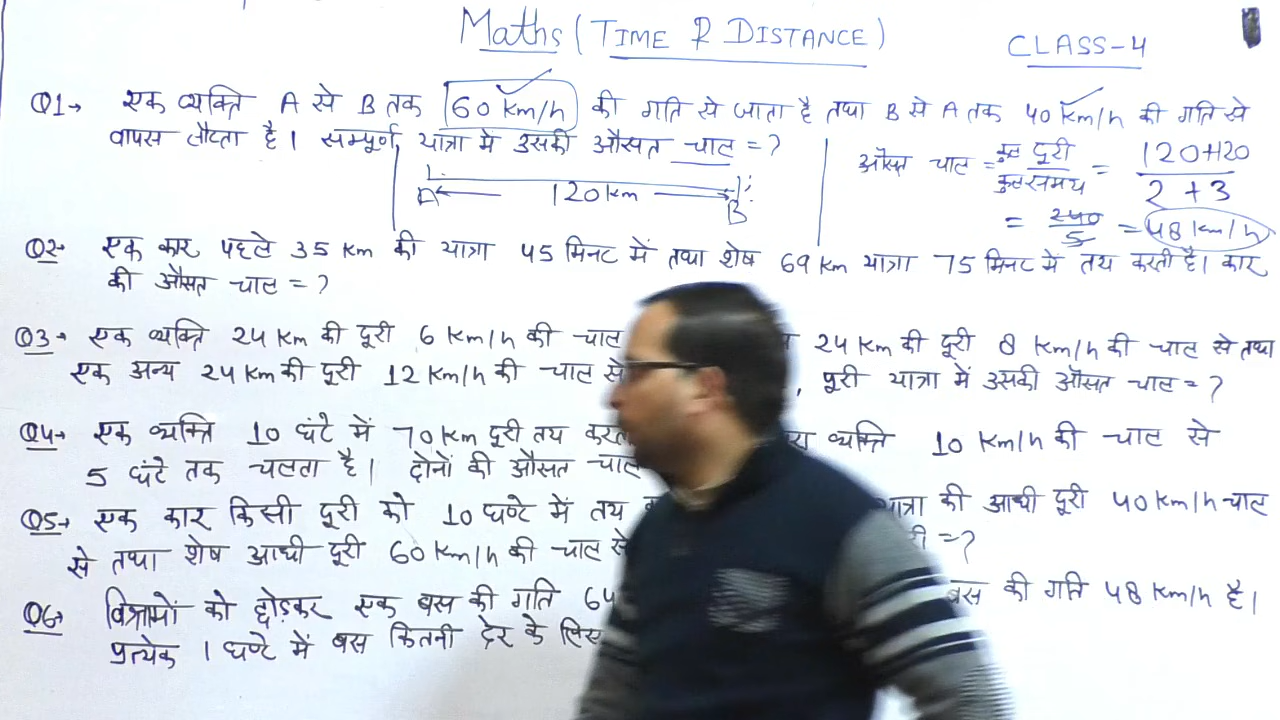 Maths (TIME & DISTANCE)
CLASS-4
Q1→ एक व्यक्ति A से B तक 60 km/h की गति से जाता है तथा B से A तक 40 km/h की गति से
वापस लौटता है। सम्पूर्ण यात्रा में उसकी औसत चाल = ?
A 120km B
औसत चाल = कुल दूरी / कुल समय = 120+120 / 2+3
= 240 / 5 = 48 km/h
Q2- एक कार पहले 35 Km की यात्रा 45 मिनट में तथा शेष 69 km यात्रा 75 मिनट में तय करती है। कार
की औसत चाल = ?
Q3→ एक व्यक्ति 24 Km की दूरी 6 Km/h की चाल 24 Km की दूरी 8 Km/h की चाल से तथा
एक अन्य 24 Km की दूरी 12 Km/h की चाल से , पूरी यात्रा में उसकी औसत चाल = ?
Q4→ एक व्यक्ति 10 घंटे में 70 Km दूरी तय व्यक्ति 10 Km/h की चाल से
5 घंटे तक चलता है। दोनों की औसत चाल
Q5→ एक कार किसी दूरी को 10 घण्टे में तय की आधी दूरी 40 Km/h चाल
से तथा शेष आधी दूरी 60 Km/h की चाल से =?
Q6→ विश्रामों को छोड़कर एक बस की गति 64 बस की गति 48 Km/h है।
प्रत्येक 1 घण्टे में बस कितनी देर के लिए